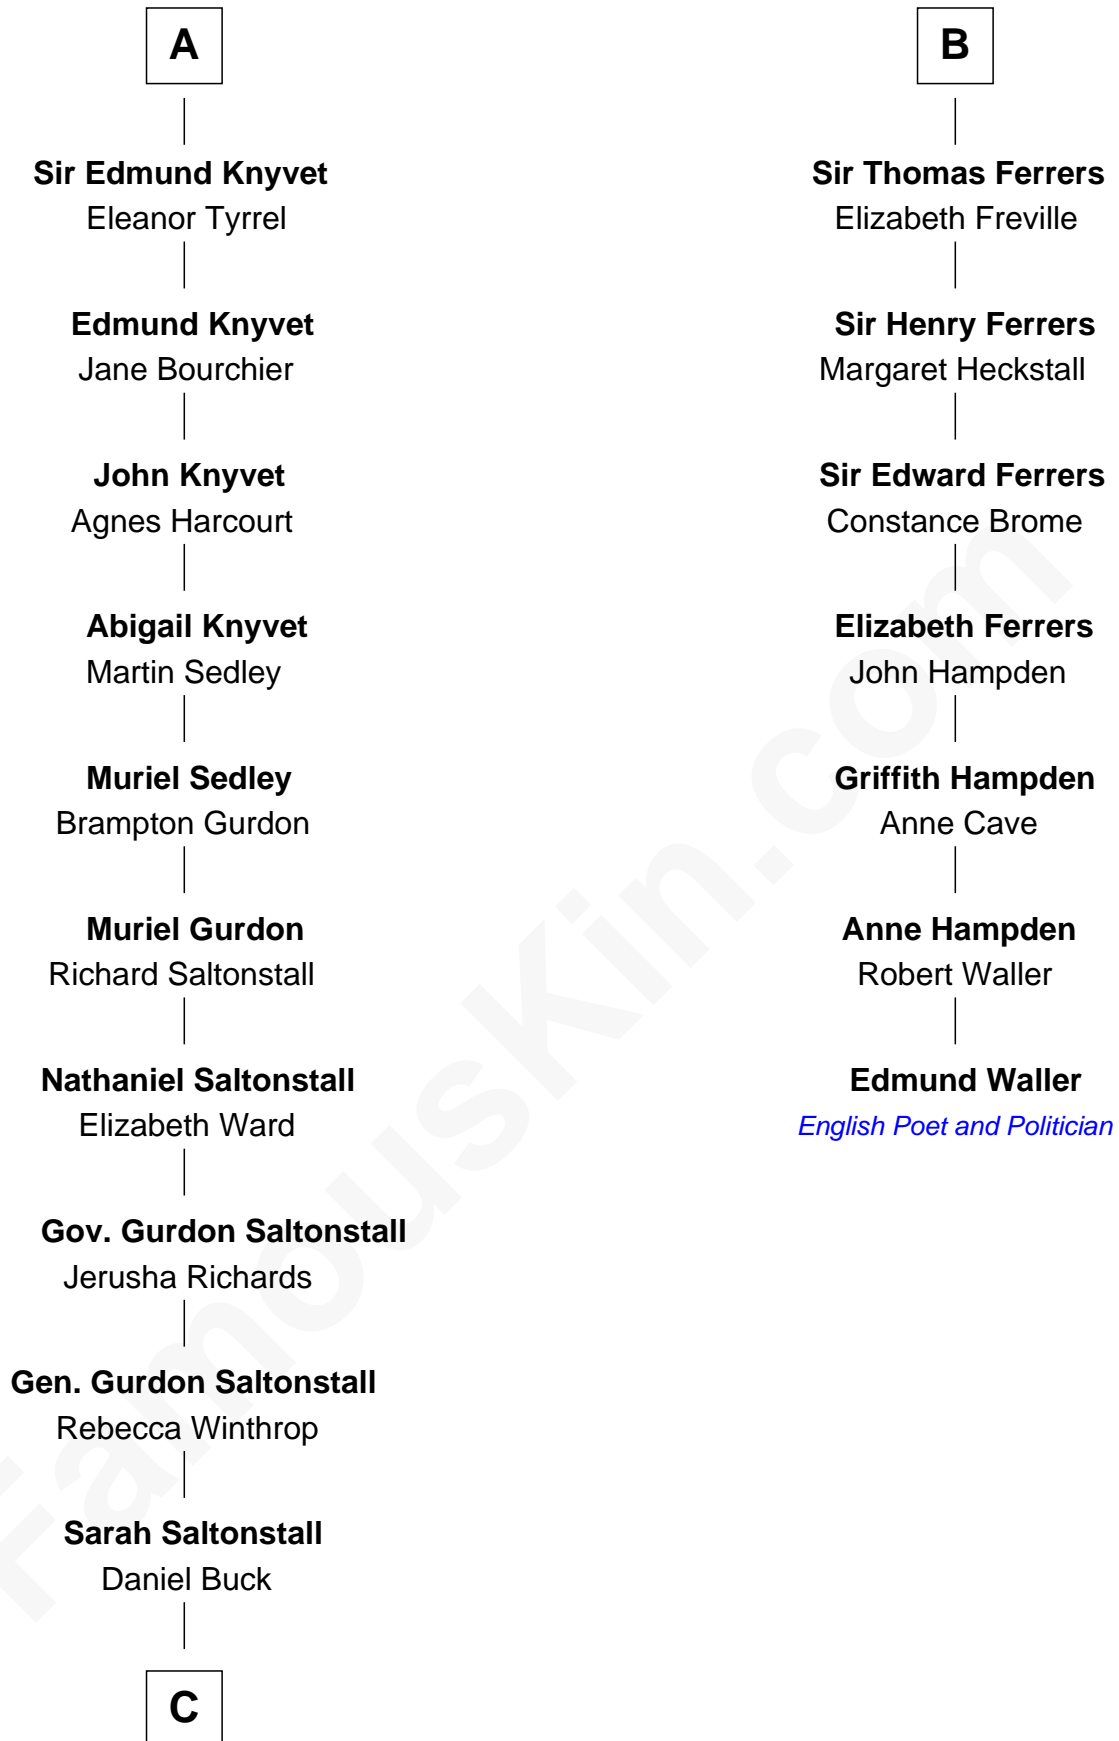 A
Sir Edmund Knyvet
Eleanor Tyrrel
Edmund Knyvet
Jane Bourchier
John Knyvet
Agnes Harcourt
Abigail Knyvet
Martin Sedley
Muriel Sedley
Brampton Gurdon
Muriel Gurdon
Richard Saltonstall
Nathaniel Saltonstall
Elizabeth Ward
Gov. Gurdon Saltonstall
Jerusha Richards
Gen. Gurdon Saltonstall
Rebecca Winthrop
Sarah Saltonstall
Daniel Buck
C
B
Sir Thomas Ferrers
Elizabeth Freville
Sir Henry Ferrers
Margaret Heckstall
Sir Edward Ferrers
Constance Brome
Elizabeth Ferrers
John Hampden
Griffith Hampden
Anne Cave
Anne Hampden
Robert Waller
Edmund Waller
English Poet and Politician
FamousKin.com